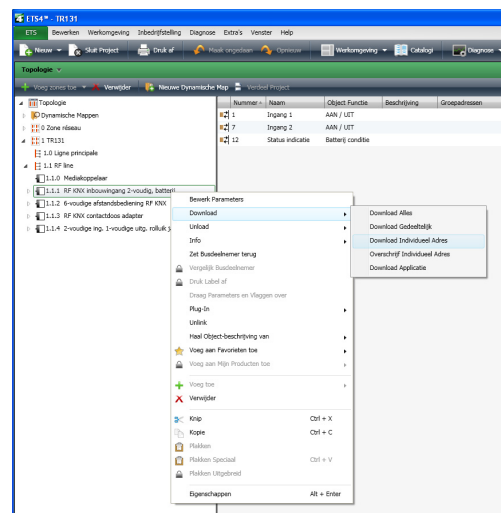 ETS4™ - TR131
ETS Bewerken Werkomgeving Inbedrijfstelling Diagnose Extra's Venster Help
Nieuw Sluit Project Druk af Maak ongedaan Opnieuw Werkomgeving Catalogi Diagnose
Topologie
Voeg zones toe Verwijder Nieuwe Dynamische Map Verdeel Project
Topologie
Dynamische Mappen
0 Zone réseau
1 TR131
1.0 Ligne principale
1.1 RF line
1.1.0 Mediakoppelaar
1.1.1 RF KNX inbouwingang 2-voudig, batterij
1.1.2 6-voudige afstandsbediening RF KNX
1.1.3 RF KNX contactdoos adapter
1.1.4 2-voudige ing. 1-voudige uitg. rolluik
Nummer Naam Object Functie Beschrijving Groepadressen
1 Ingang 1 AAN / UIT
7 Ingang 2 AAN / UIT
12 Status indicatie Batterij conditie
Bewerk Parameters
Download
Unload
Info
Zet Busdeelnemer terug
Vergelijk Busdeelnemer
Druk Label af
Draag Parameters en Vlaggen over
Plug-In
Unlink
Haal Object-beschrijving van
Voeg aan Favorieten toe
Voeg aan Mijn Producten toe
Voeg toe
Verwijder
Knip Ctrl + X
Kopie Ctrl + C
Plakken
Plakken Speciaal Ctrl + V
Plakken Uitgebreid
Eigenschappen Alt + Enter
Download Alles
Download Gedeeltelijk
Download Individueel Adres
Overschrijf Individueel Adres
Download Applicatie